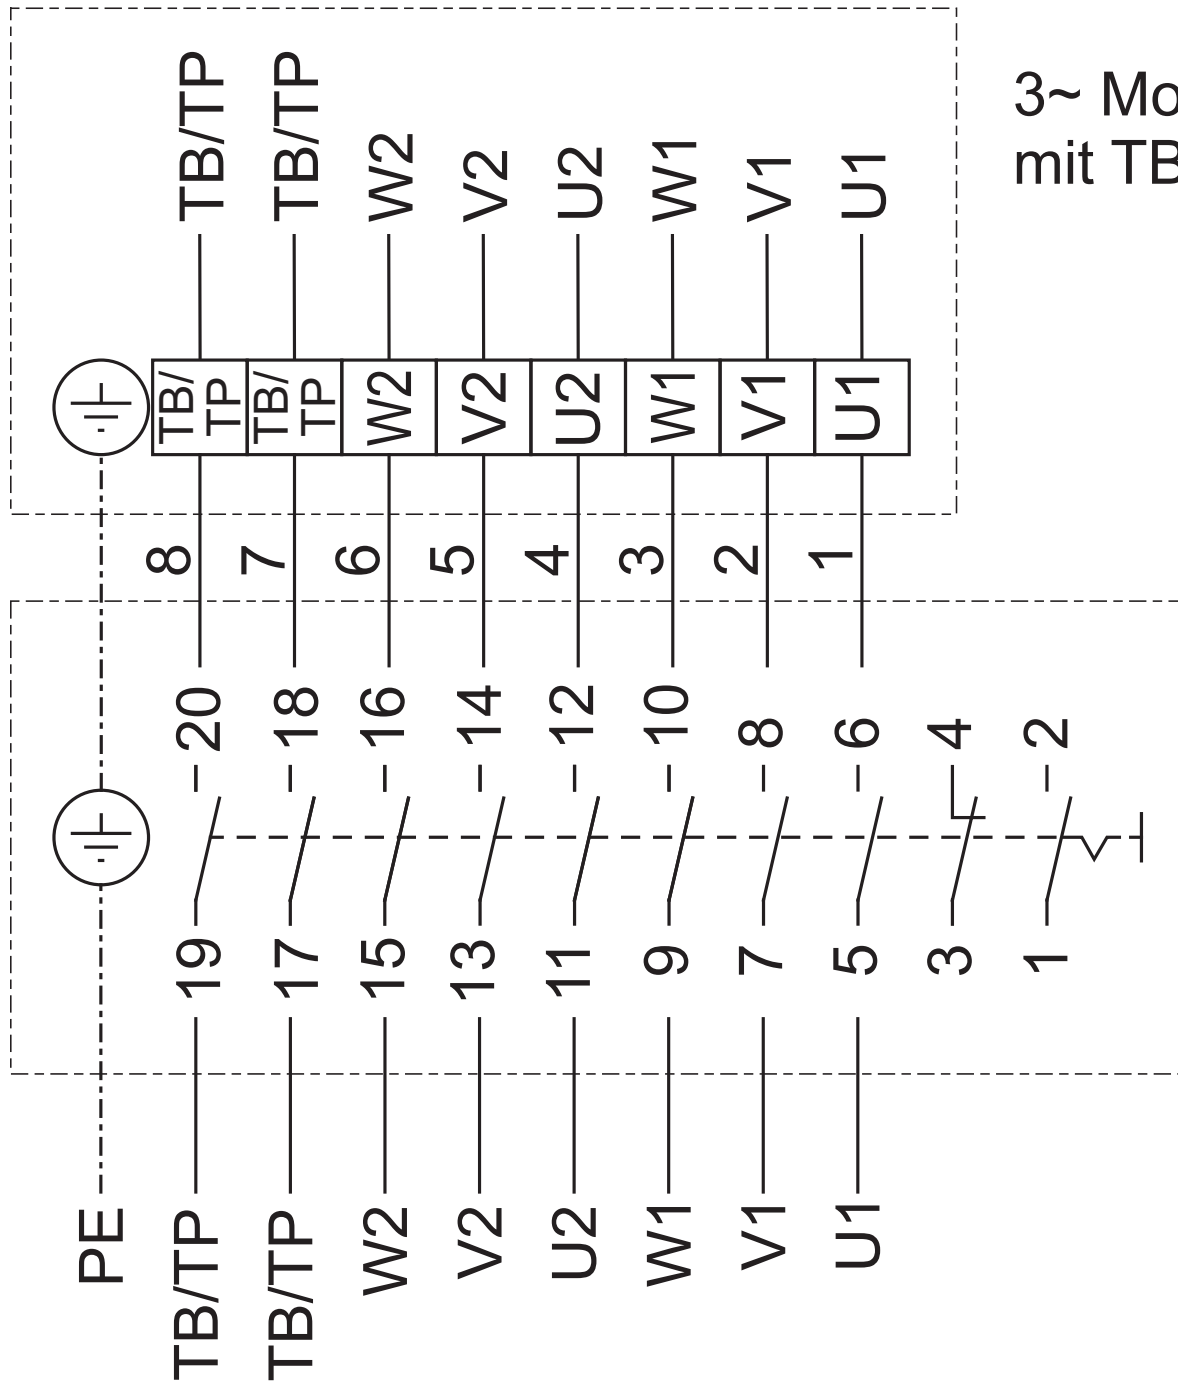 3~ Mo
mit TB
TB/TP TB/TP W2 V2 U2 W1 V1 U1
TB/ TB/ W2 V2 U2 W1 V1 U1
TP TP
8 7 6 5 4 3 2 1
20 18 16 14 12 10 8 6 4 2
19 17 15 13 11 9 7 5 3 1
PE TB/TP TB/TP W2 V2 U2 W1 V1 U1